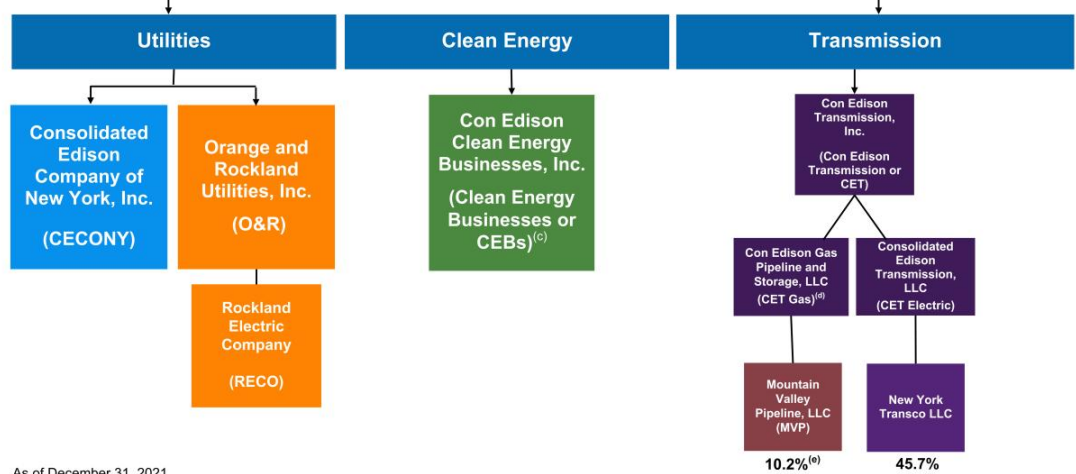 Utilities
Clean Energy
Transmission
Consolidated
Edison
Company of
New York, Inc.
(CECONY)
Orange and
Rockland
Utilities, Inc.
(O&R)
Rockland
Electric
Company
(RECO)
Con Edison
Clean Energy
Businesses, Inc.
(Clean Energy
Businesses or
CEBs)(c)
Con Edison
Transmission,
Inc.
(Con Edison
Transmission or
CET)
Con Edison Gas
Pipeline and
Storage, LLC
(CET Gas)(d)
Consolidated
Edison
Transmission,
LLC
(CET Electric)
Mountain
Valley
Pipeline, LLC
(MVP)
10.2%(e)
New York
Transco LLC
45.7%
As of December 31, 2021